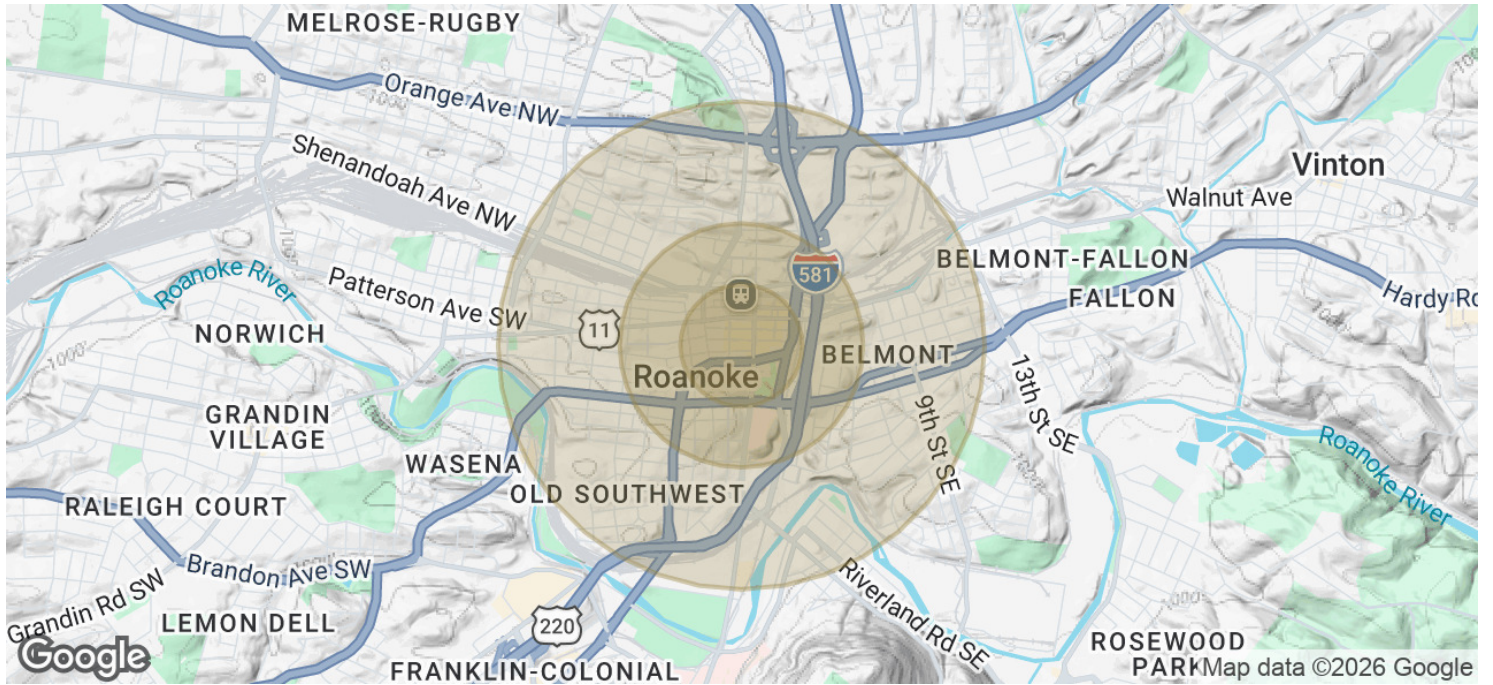 MELROSE-RUGBY
Orange Ave NW
1000
Shenandoah Ave NW
Vinton
Walnut Ave
Roanoke River
Patterson Ave SW
581
BELMONT-FALLON
FALLON
Hardy Rd
11
NORWICH
1000'
BELMONT
Roanoke
13th St SE
9th St SE
GRANDIN
VILLAGE
WASENA
OLD SOUTHWEST
Roanoke River
RALEIGH COURT
Brandon Ave SW
Grandin Rd SW
LEMON DELL
220
Riverland Rd SE
1000
ROSEWOOD
PARK
FRANKLIN-COLONIAL
Google
Map data ©2026 Google